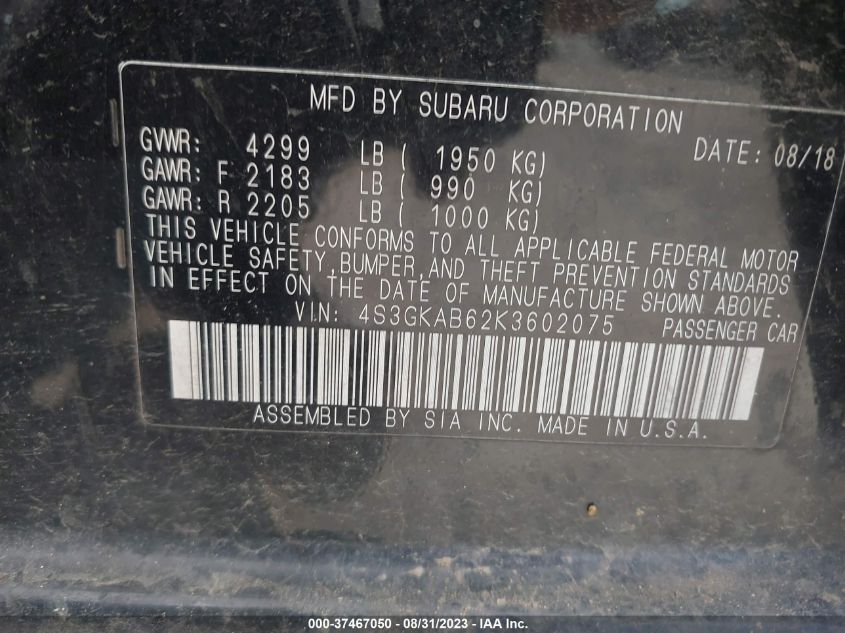 MFD BY SUBARU CORPORATION
GVWR: 4299 LB ( 1950 KG) DATE: 08/18
GAWR: F 2183 LB ( 990 KG)
GAWR: R 2205 LB ( 1000 KG)
THIS VEHICLE CONFORMS TO ALL APPLICABLE FEDERAL MOTOR
VEHICLE SAFETY,BUMPER,AND THEFT PREVENTION STANDARDS
IN EFFECT ON THE DATE OF MANUFACTURE SHOWN ABOVE.
VIN: 4S3GKAB62K3602075 PASSENGER CAR
ASSEMBLED BY SIA INC. MADE IN U.S.A.
000-37467050 - 08/31/2023 - IAA Inc.